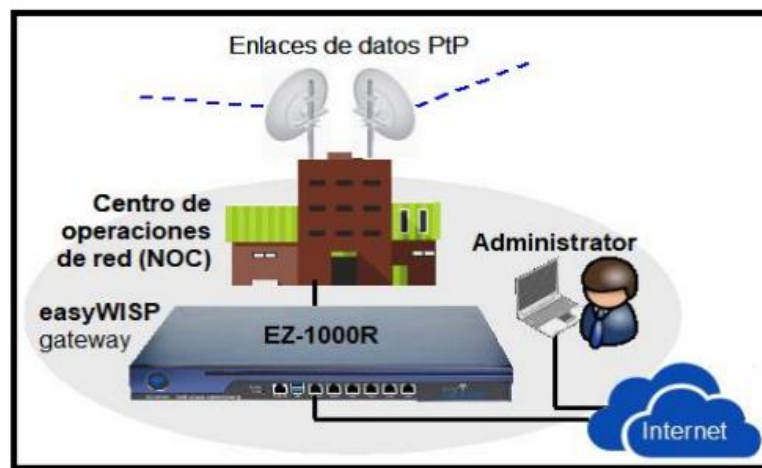 Enlaces de datos PtP
Centro de
operaciones
de red (NOC)
Administrator
easyWISP
gateway
EZ-1000R
Internet